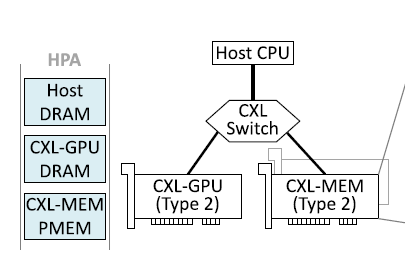 HPA
Host
DRAM
CXL-GPU
DRAM
CXL-MEM
PMEM
Host CPU
CXL
Switch
CXL-GPU
(Type 2)
CXL-MEM
(Type 2)